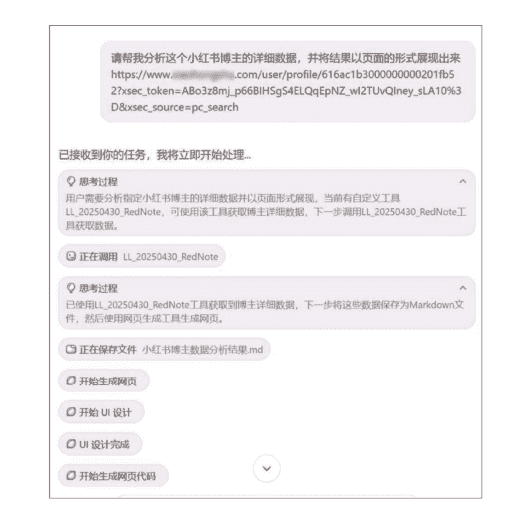 请帮我分析这个小红书博主的详细数据，并将结果以页面的形式展现出来
https://www. .com/user/profile/616ac1b3000000000201fb5
2?xsec_token=ABo3z8mj_p66BIHSgS4ELQqEpNZ_wI2TUvQIney_sLA10%3
D&xsec_source=pc_search
已接收到你的任务，我将立即开始处理...
思考过程
用户需要分析指定小红书博主的详细数据并以页面形式展现，当前有自定义工具
LL_20250430_RedNote，可使用该工具获取博主详细数据，下一步调用LL_20250430_RedNote工
具获取数据。
正在调用 LL_20250430_RedNote
思考过程
已使用LL_20250430_RedNote工具获取到博主详细数据，下一步将这些数据保存为Markdown文
件，然后使用网页生成工具生成网页。
正在保存文件 小红书博主数据分析结果.md
开始生成网页
开始 UI 设计
UI 设计完成
开始生成网页代码